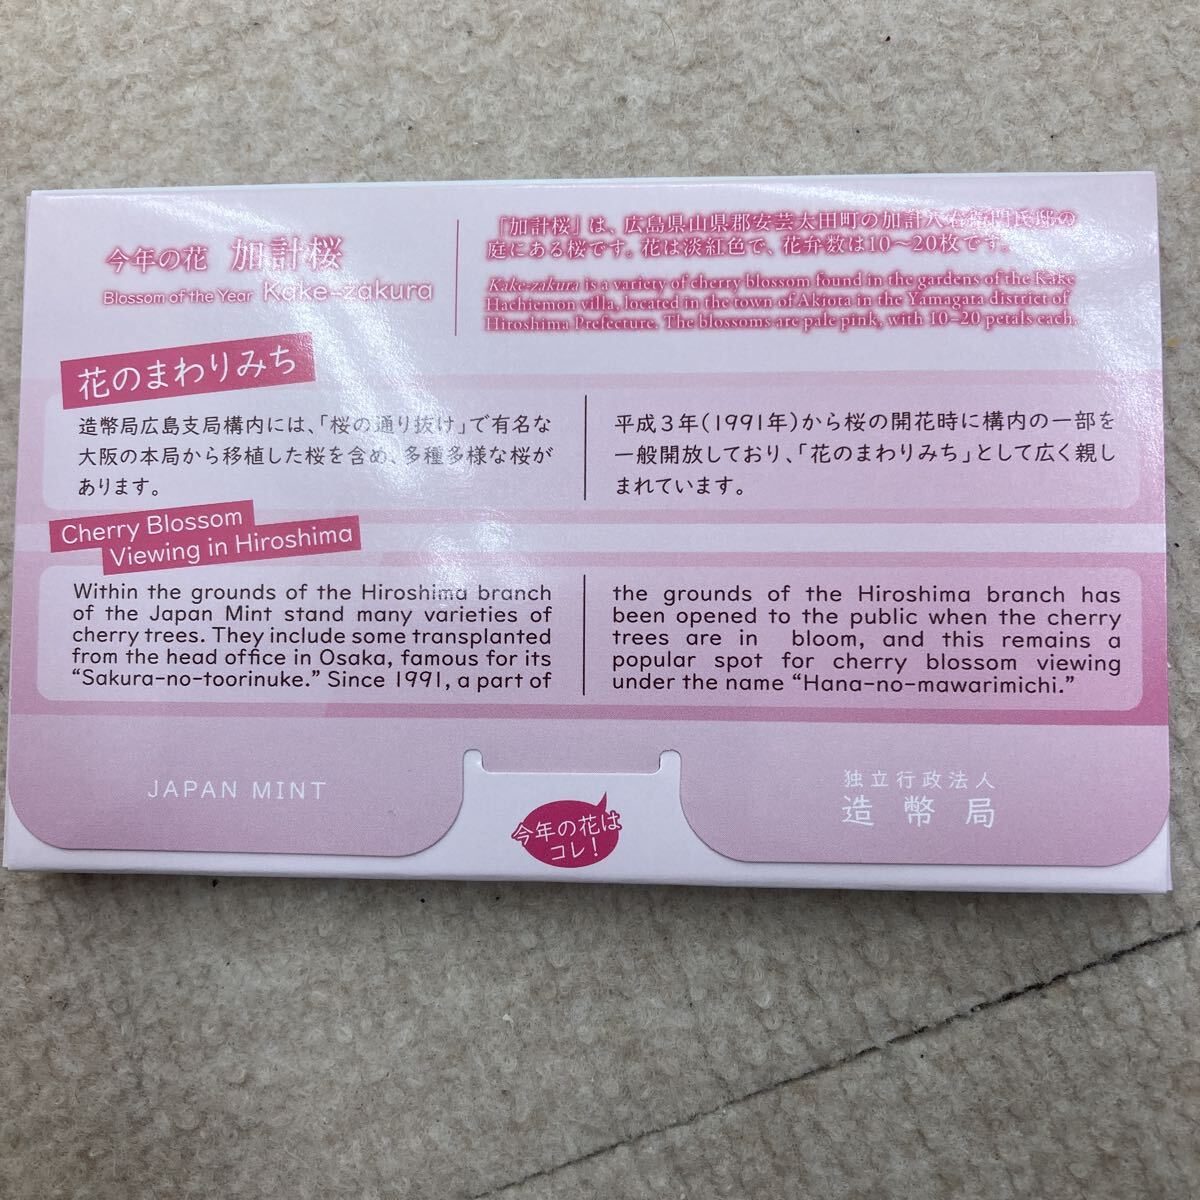 今年の花 加計桜
Blossom of the Year Kake-zakura
「加計桜」は、広島県山県郡安芸太田町の加計八右衛門氏邸の
庭にある桜です。花は淡紅色で、花弁数は10〜20枚です。
Kake-zakura is a variety of cherry blossom found in the gardens of the Kake
Hachiemon villa, located in the town of Akiota in the Yamagata district of
Hiroshima Prefecture. The blossoms are pale pink, with 10–20 petals each.
花のまわりみち
造幣局広島支局構内には、「桜の通り抜け」で有名な
大阪の本局から移植した桜を含め、多種多様な桜が
あります。
平成3年(1991年)から桜の開花時に構内の一部を
一般開放しており、「花のまわりみち」として広く親し
まれています。
Cherry Blossom
Viewing in Hiroshima
Within the grounds of the Hiroshima branch
of the Japan Mint stand many varieties of
cherry trees. They include some transplanted
from the head office in Osaka, famous for its
“Sakura-no-toorinuke.” Since 1991, a part of
the grounds of the Hiroshima branch has
been opened to the public when the cherry
trees are in bloom, and this remains a
popular spot for cherry blossom viewing
under the name “Hana-no-mawarimichi.”
JAPAN MINT
今年の花は
コレ!
独立行政法人
造幣局